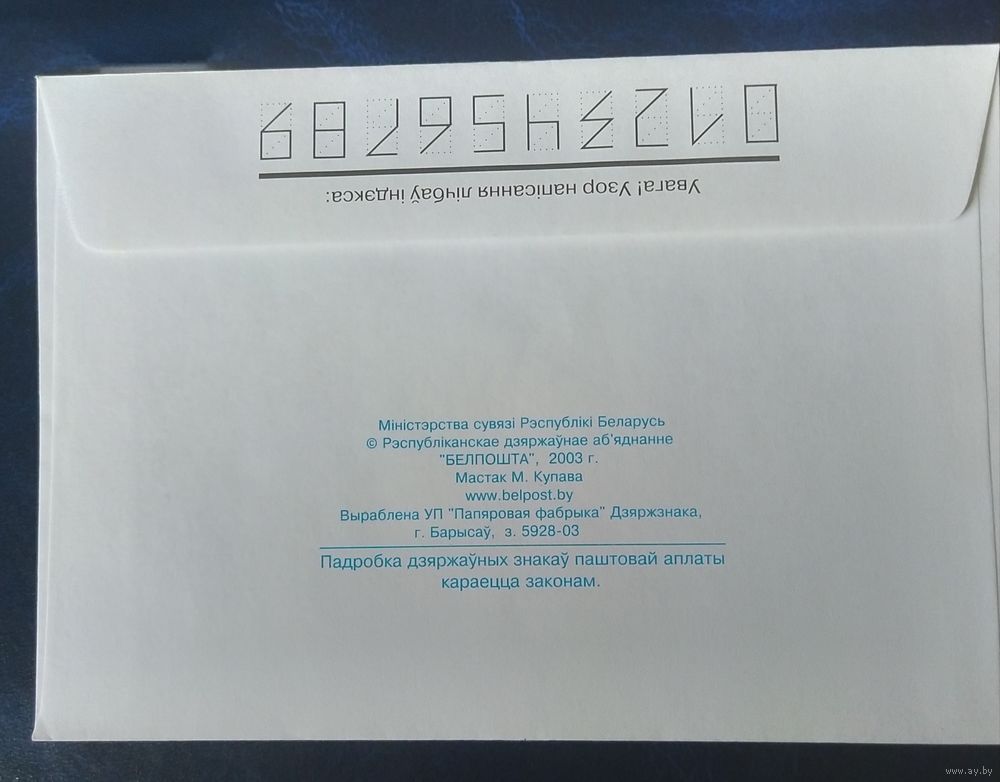 Увага! Узор напісання лічбаў індэкса:
0123456789
Міністэрства сувязі Рэспублікі Беларусь
© Рэспубліканскае дзяржаўнае аб'яднанне
"БЕЛПОШТА", 2003 г.
Мастак М. Купава
www.belpost.by
Выраблена УП "Папяровая фабрыка" Дзяржзнака,
г. Барысаў, з. 5928-03
Падробка дзяржаўных знакаў паштовай аплаты
караецца законам.
www.ay.by